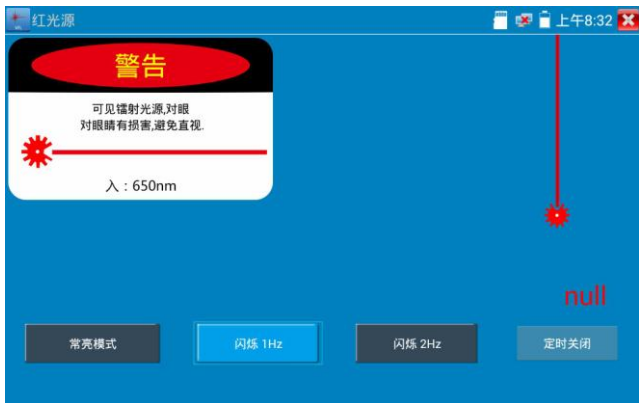 红光源
上午8:32
警告
可见镭射光源,对眼
对眼睛有损害,避免直视.
入：650nm
null
常亮模式
闪烁 1Hz
闪烁 2Hz
定时关闭